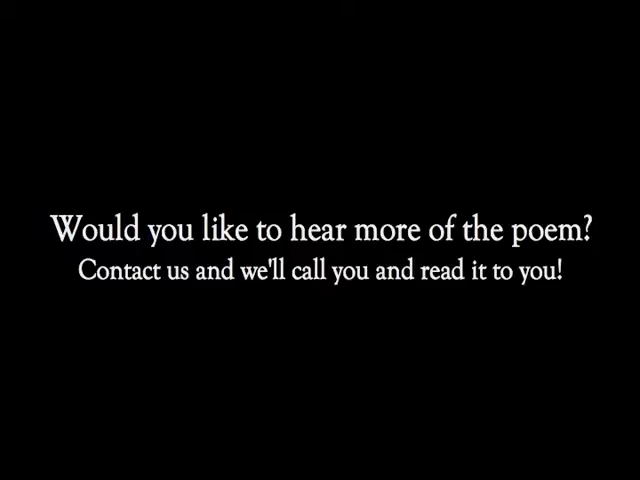 Would you like to hear more of the poem?
Contact us and we'll call you and read it to you!